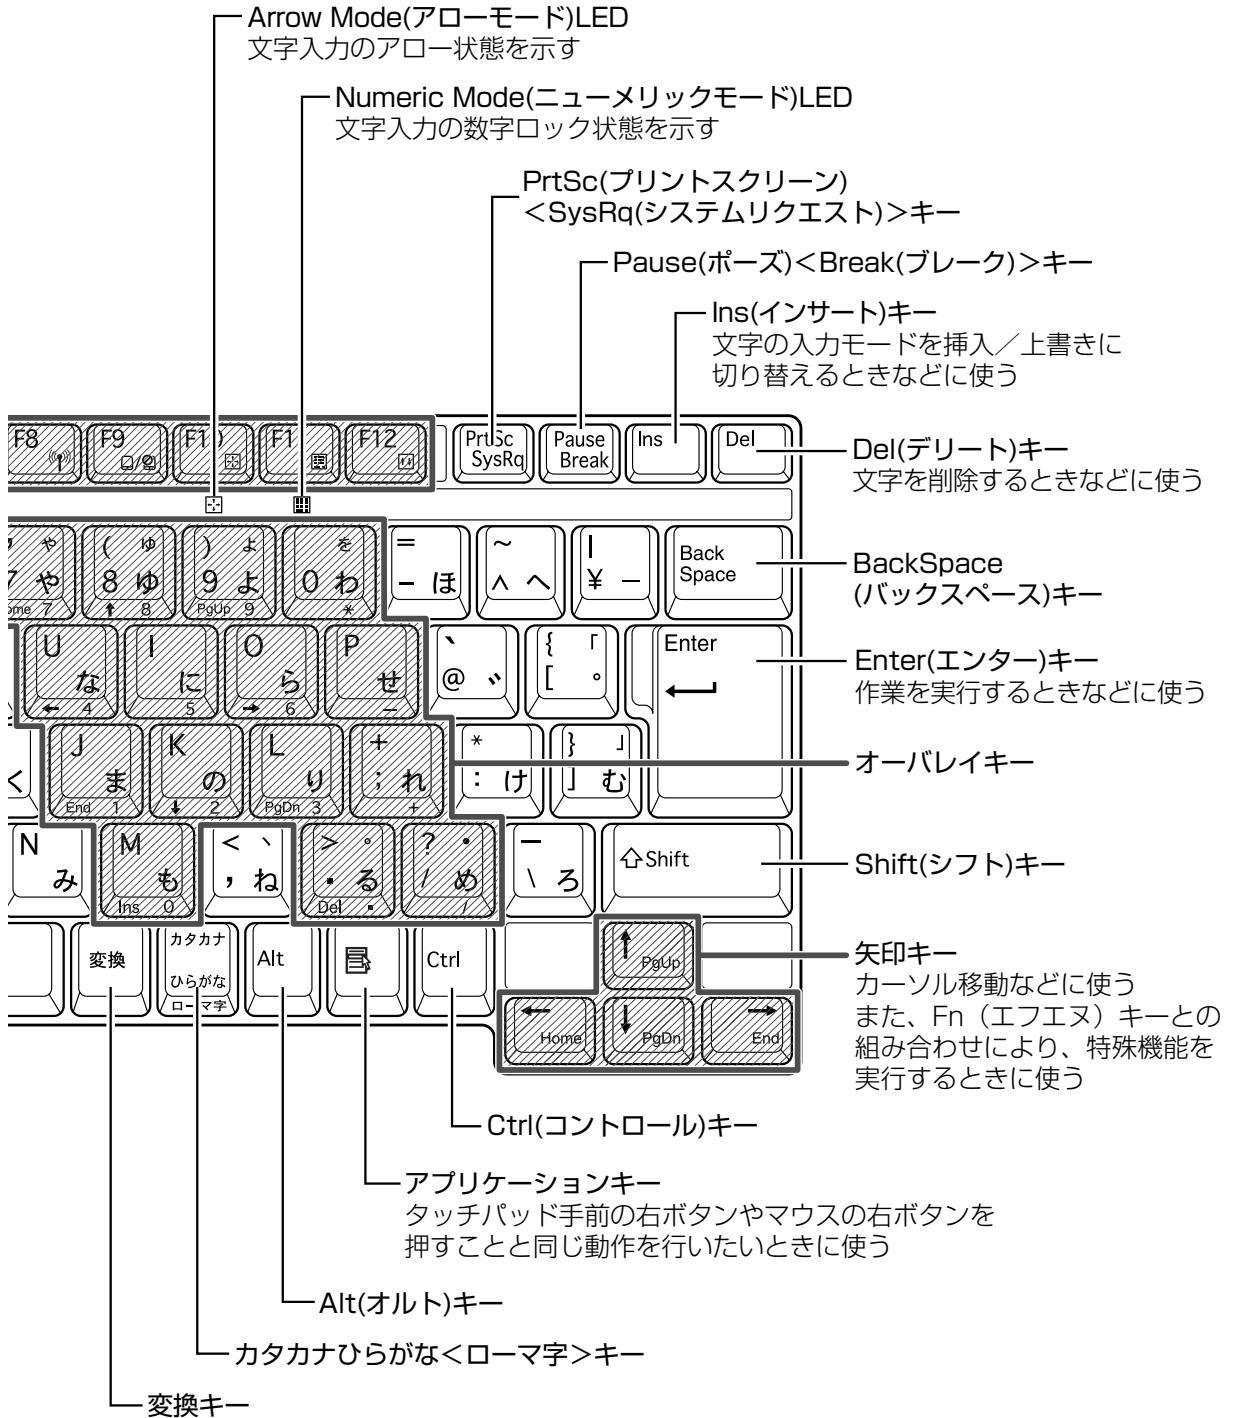 Arrow Mode(アローモード)LED
文字入力のアロー状態を示す
Numeric Mode(ニューメリックモード)LED
文字入力の数字ロック状態を示す
PrtSc(プリントスクリーン)
＜SysRq(システムリクエスト)＞キー
Pause(ポーズ)＜Break(ブレーク)＞キー
Ins(インサート)キー
文字の入力モードを挿入／上書きに
切り替えるときなどに使う
F8 F9 F10 F11 F12 PrtSc Pause Ins Del
SysRq Break
Del(デリート)キー
文字を削除するときなどに使う
' ゃ ( ゅ ) ょ を = ~ |
7 や 8 ゆ 9 よ 0 わ - ほ ^ へ ¥ ー
Home 7 ↑ 8 PgUp 9 *
Back
Space
BackSpace
(バックスペース)キー
U I O P ` { 「 Enter
な に ら せ @ ゛ [ ゜ ←
← 4 5 → 6 −
Enter(エンター)キー
作業を実行するときなどに使う
J K L + * } 」
く ま の り ; れ : け ] む
End 1 ↓ 2 PgDn 3 +
オーバレイキー
N M < 、 > 。 ? ・ _
み も , ね . る / め \ ろ
Ins 0 Del . /
⇧Shift
Shift(シフト)キー
変換
カタカナ
ひらがな
ローマ字
Alt
Ctrl
↑ PgUp
← Home ↓ PgDn → End
矢印キー
カーソル移動などに使う
また、Fn（エフエヌ）キーとの
組み合わせにより、特殊機能を
実行するときに使う
Ctrl(コントロール)キー
アプリケーションキー
タッチパッド手前の右ボタンやマウスの右ボタンを
押すことと同じ動作を行いたいときに使う
Alt(オルト)キー
カタカナひらがな＜ローマ字＞キー
変換キー